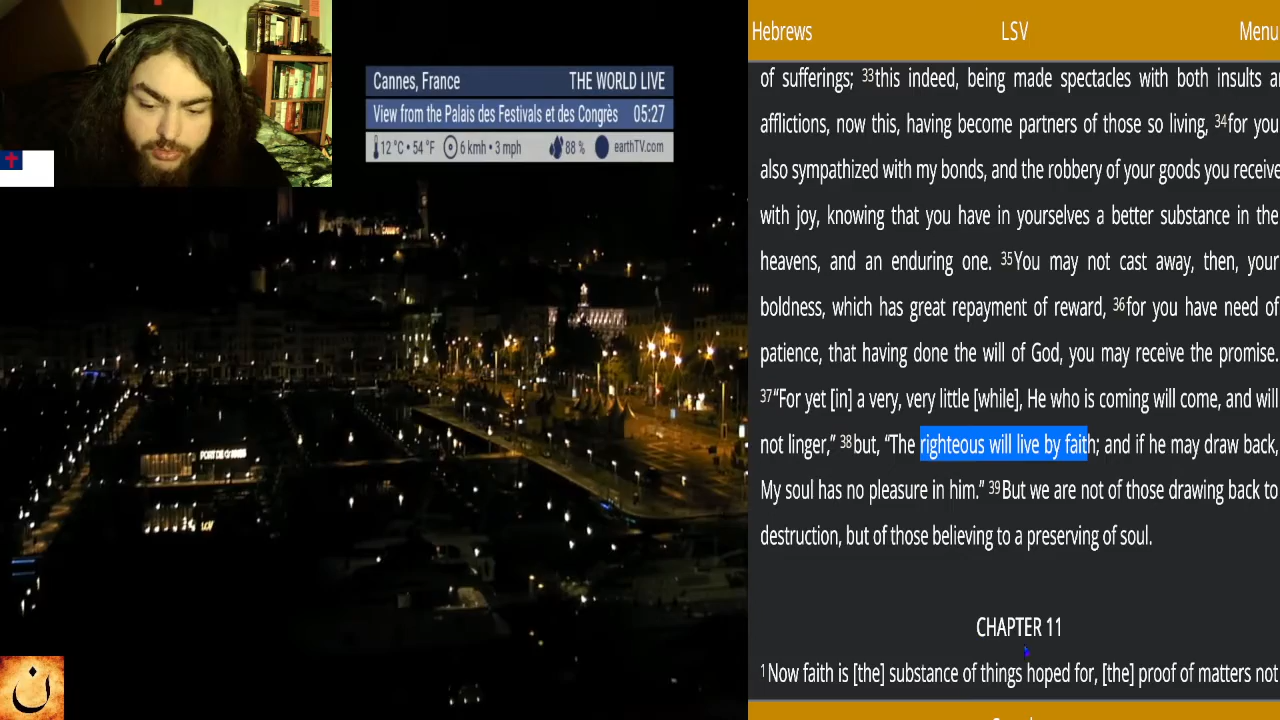 Cannes, France THE WORLD LIVE
View from the Palais des Festivals et des Congrès 05:27
12 °C • 54 °F 6 kmh • 3 mph 88 % earthTV.com
PORT DE CANNES
ن
Hebrews LSV Menu
of sufferings; 33this indeed, being made spectacles with both insults a
afflictions, now this, having become partners of those so living, 34for you
also sympathized with my bonds, and the robbery of your goods you receive
with joy, knowing that you have in yourselves a better substance in the
heavens, and an enduring one. 35You may not cast away, then, your
boldness, which has great repayment of reward, 36for you have need of
patience, that having done the will of God, you may receive the promise.
37“For yet [in] a very, very little [while], He who is coming will come, and will
not linger,” 38but, “The righteous will live by faith; and if he may draw back,
My soul has no pleasure in him.” 39But we are not of those drawing back to
destruction, but of those believing to a preserving of soul.
CHAPTER 11
1Now faith is [the] substance of things hoped for, [the] proof of matters not